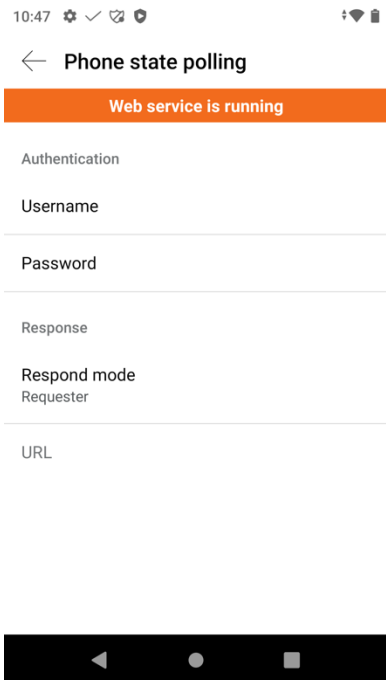 10:47
Phone state polling
Web service is running
Authentication
Username
Password
Response
Respond mode
Requester
URL